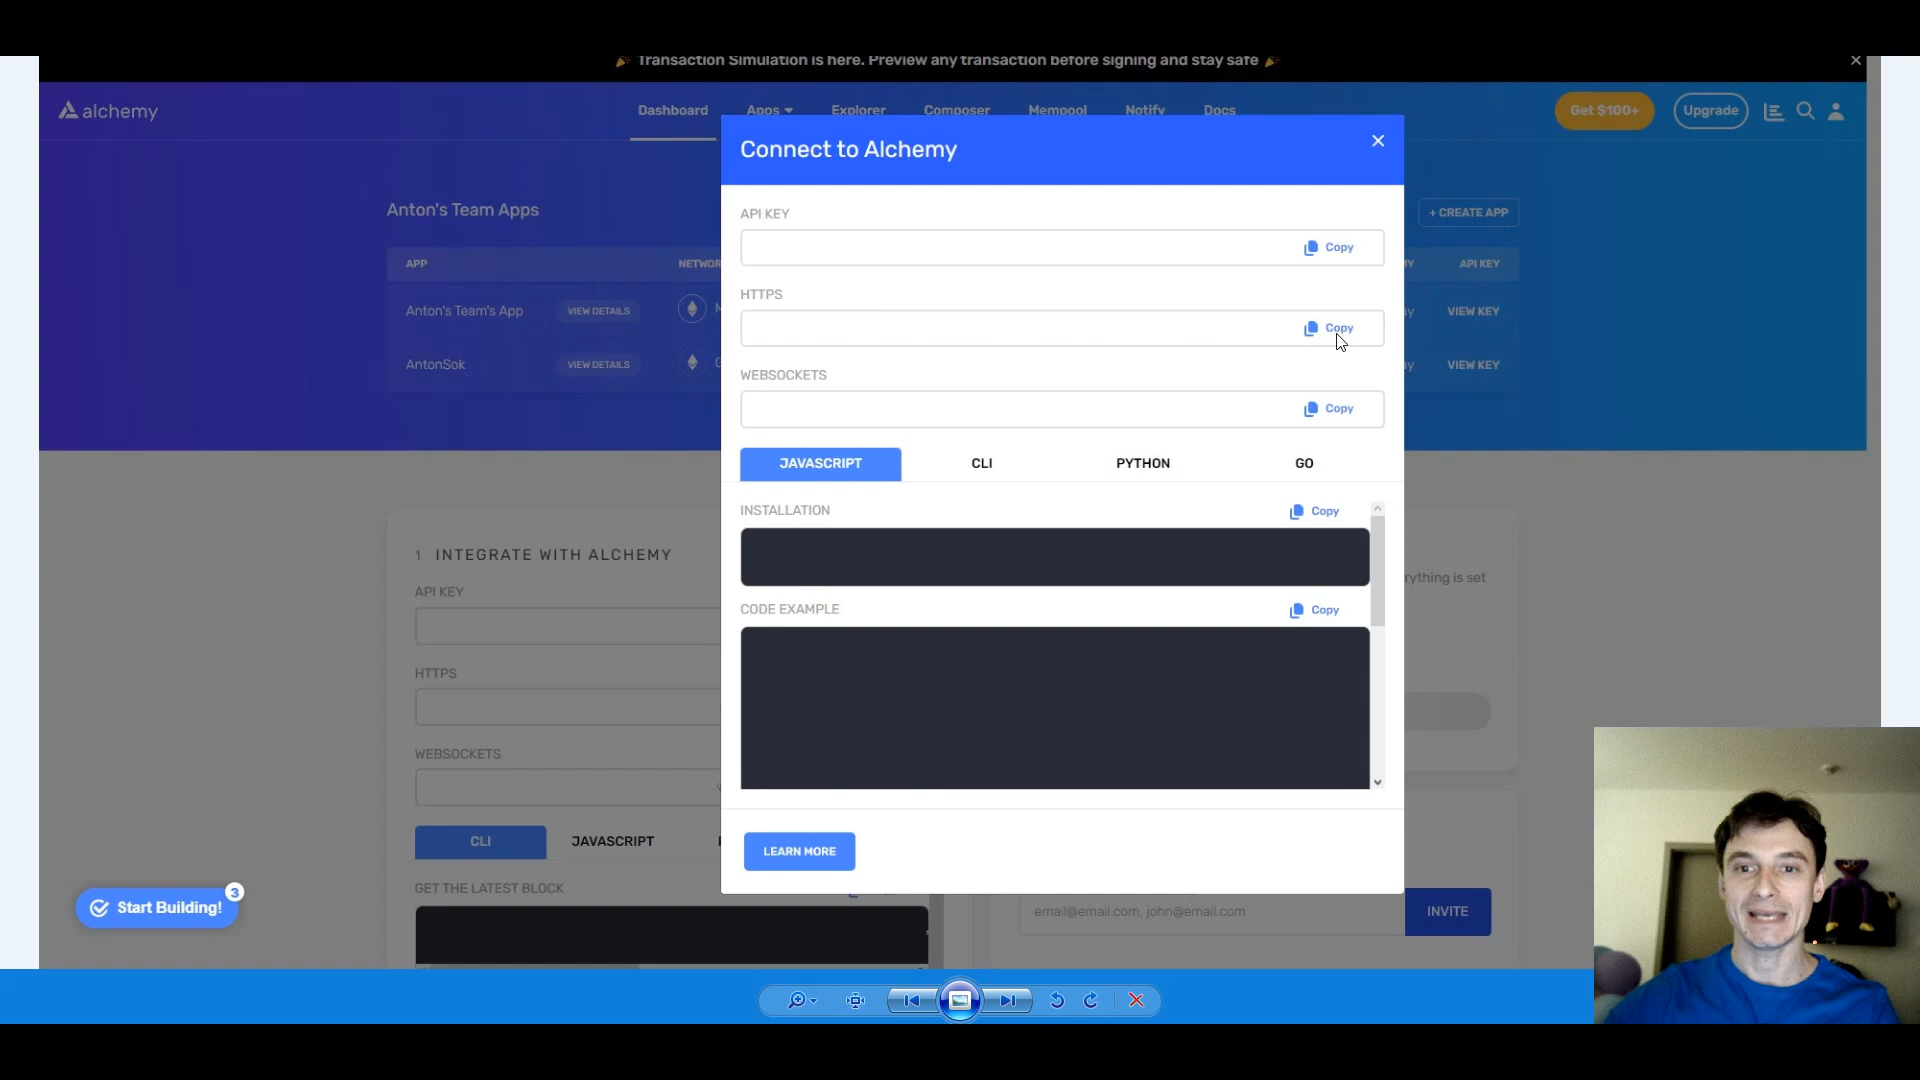 Transaction Simulation is here. Preview any transaction before signing and stay safe
alchemy
Dashboard
Apps
Explorer
Composer
Mempool
Notify
Docs
Get $100+
Upgrade
Connect to Alchemy
Anton's Team Apps
+ CREATE APP
API KEY
Copy
APP
NETWOR
API KEY
Anton's Team's App
VIEW DETAILS
VIEW KEY
HTTPS
Copy
AntonSok
VIEW DETAILS
VIEW KEY
WEBSOCKETS
Copy
JAVASCRIPT
CLI
PYTHON
GO
INSTALLATION
Copy
CODE EXAMPLE
Copy
LEARN MORE
1 INTEGRATE WITH ALCHEMY
API KEY
HTTPS
WEBSOCKETS
CLI
JAVASCRIPT
GET THE LATEST BLOCK
rything is set
email@email.com, john@email.com
INVITE
Start Building!
3